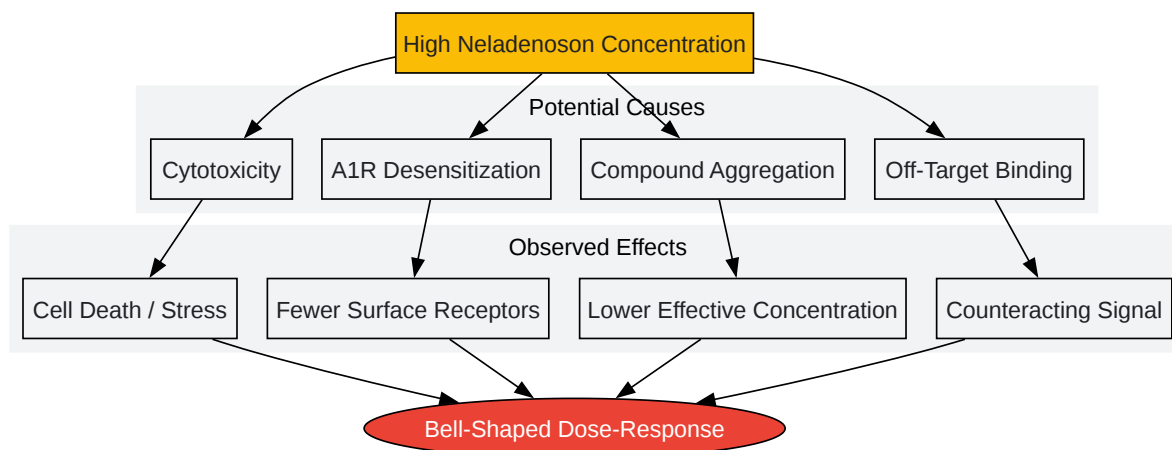 High Neladenoson Concentration
Potential Causes
Cytotoxicity
A1R Desensitization
Compound Aggregation
Off-Target Binding
Observed Effects
Cell Death / Stress
Fewer Surface Receptors
Lower Effective Concentration
Counteracting Signal
Bell-Shaped Dose-Response